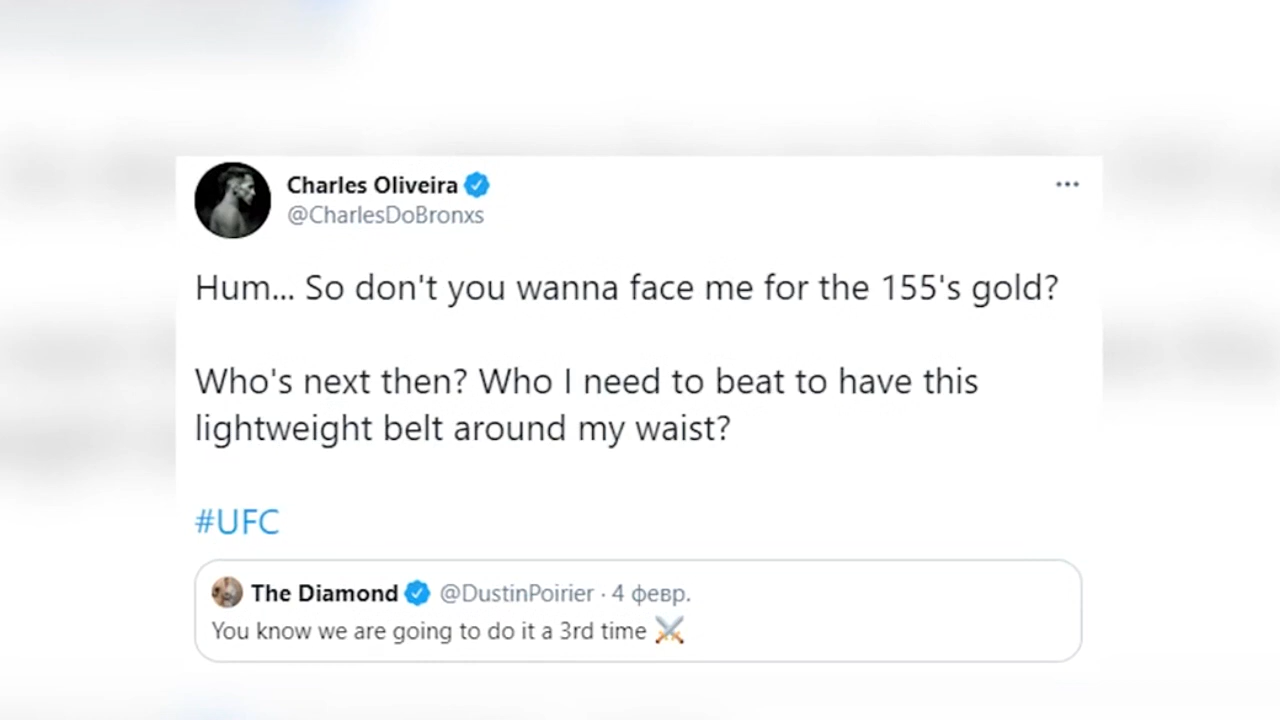 Charles Oliveira
@CharlesDoBronxs
Hum... So don't you wanna face me for the 155's gold?
Who's next then? Who I need to beat to have this
lightweight belt around my waist?
#UFC
The Diamond @DustinPoirier · 4 февр.
You know we are going to do it a 3rd time ⚔️